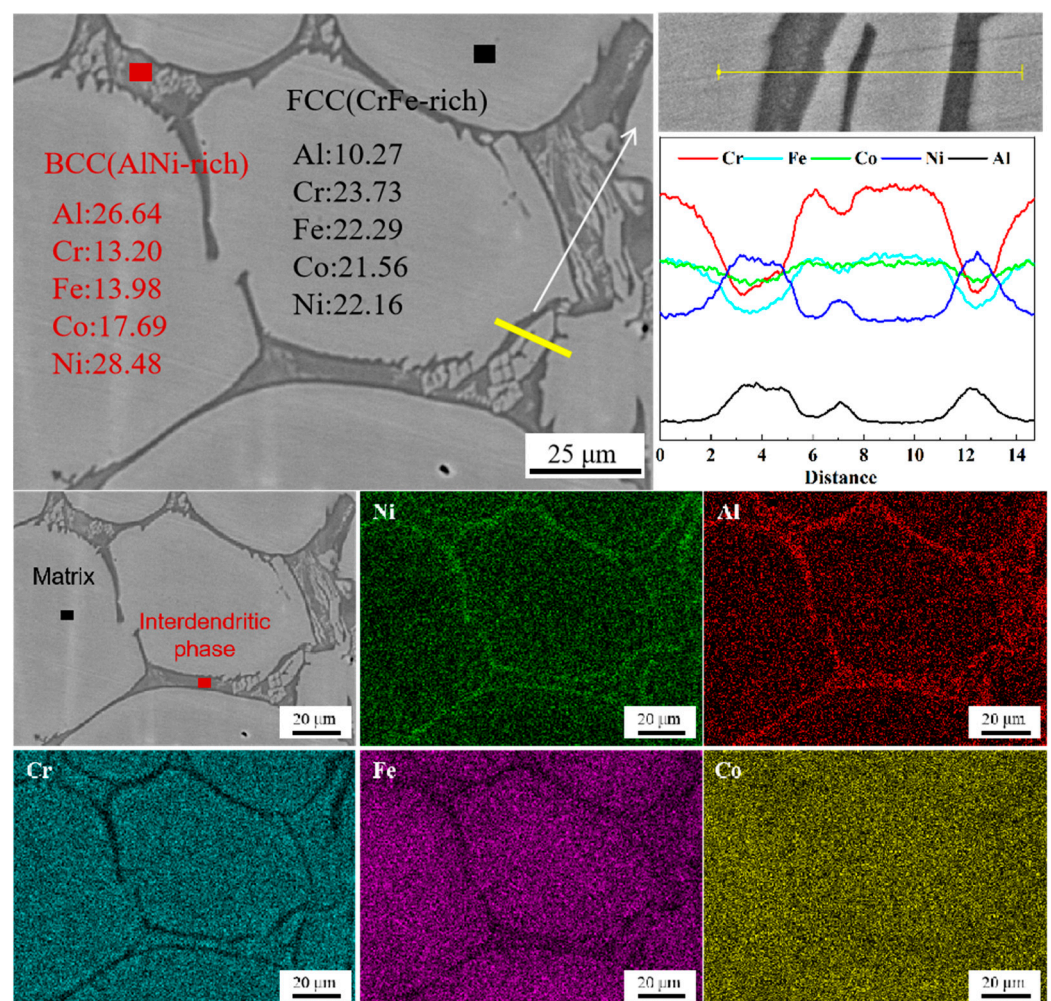 FCC(CrFe-rich)
Al:10.27
Cr:23.73
Fe:22.29
Co:21.56
Ni:22.16
BCC(AlNi-rich)
Al:26.64
Cr:13.20
Fe:13.98
Co:17.69
Ni:28.48
25 μm
Cr Fe Co Ni Al
0 2 4 6 8 10 12 14
Distance
Matrix
Interdendritic
phase
20 μm
Ni
20 μm
Al
20 μm
Cr
20 μm
Fe
20 μm
Co
20 μm